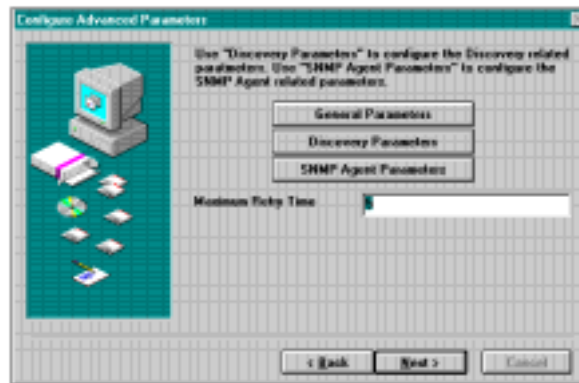 Configure Advanced Parameters
Use "Discovery Parameters" to configure the Discovery related
parameters. Use "SNMP Agent Parameters" to configure the
SNMP Agent related parameters.
General Parameters
Discovery Parameters
SNMP Agent Parameters
Maximum Retry Time
< Back
Next >
Cancel